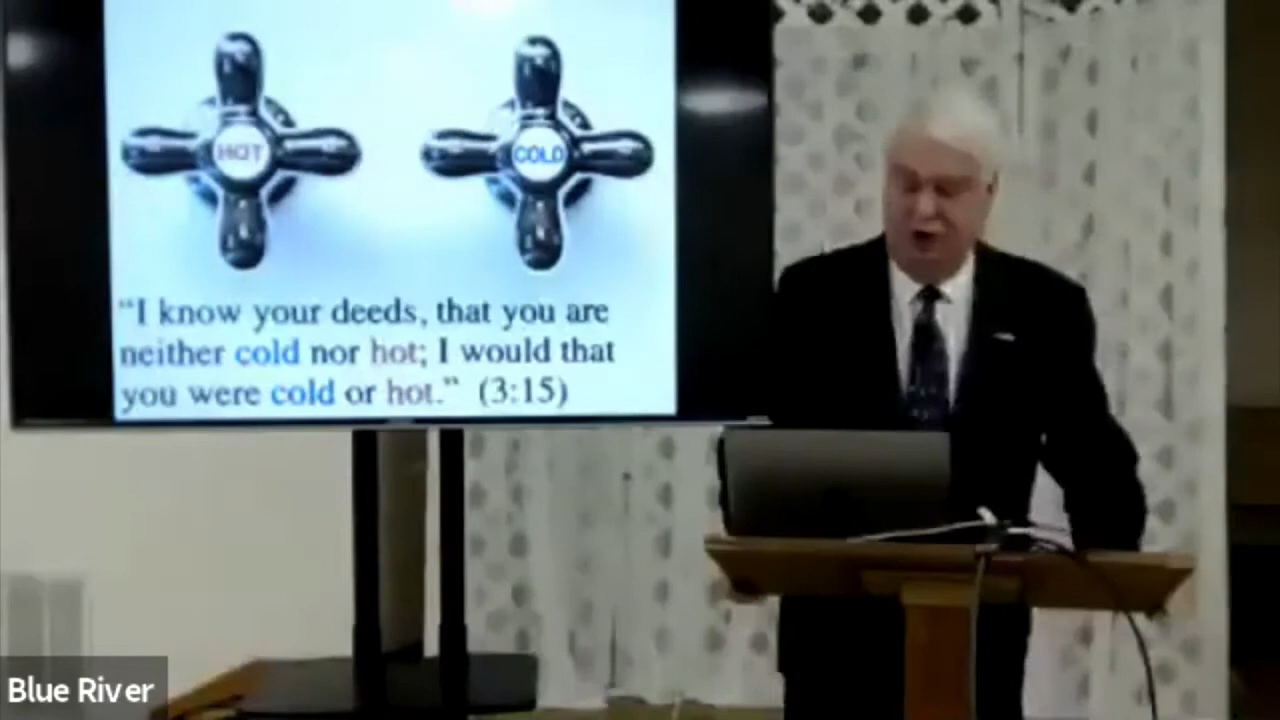 HOT
COLD
“I know your deeds, that you are
neither cold nor hot; I would that
you were cold or hot.” (3:15)
Blue River